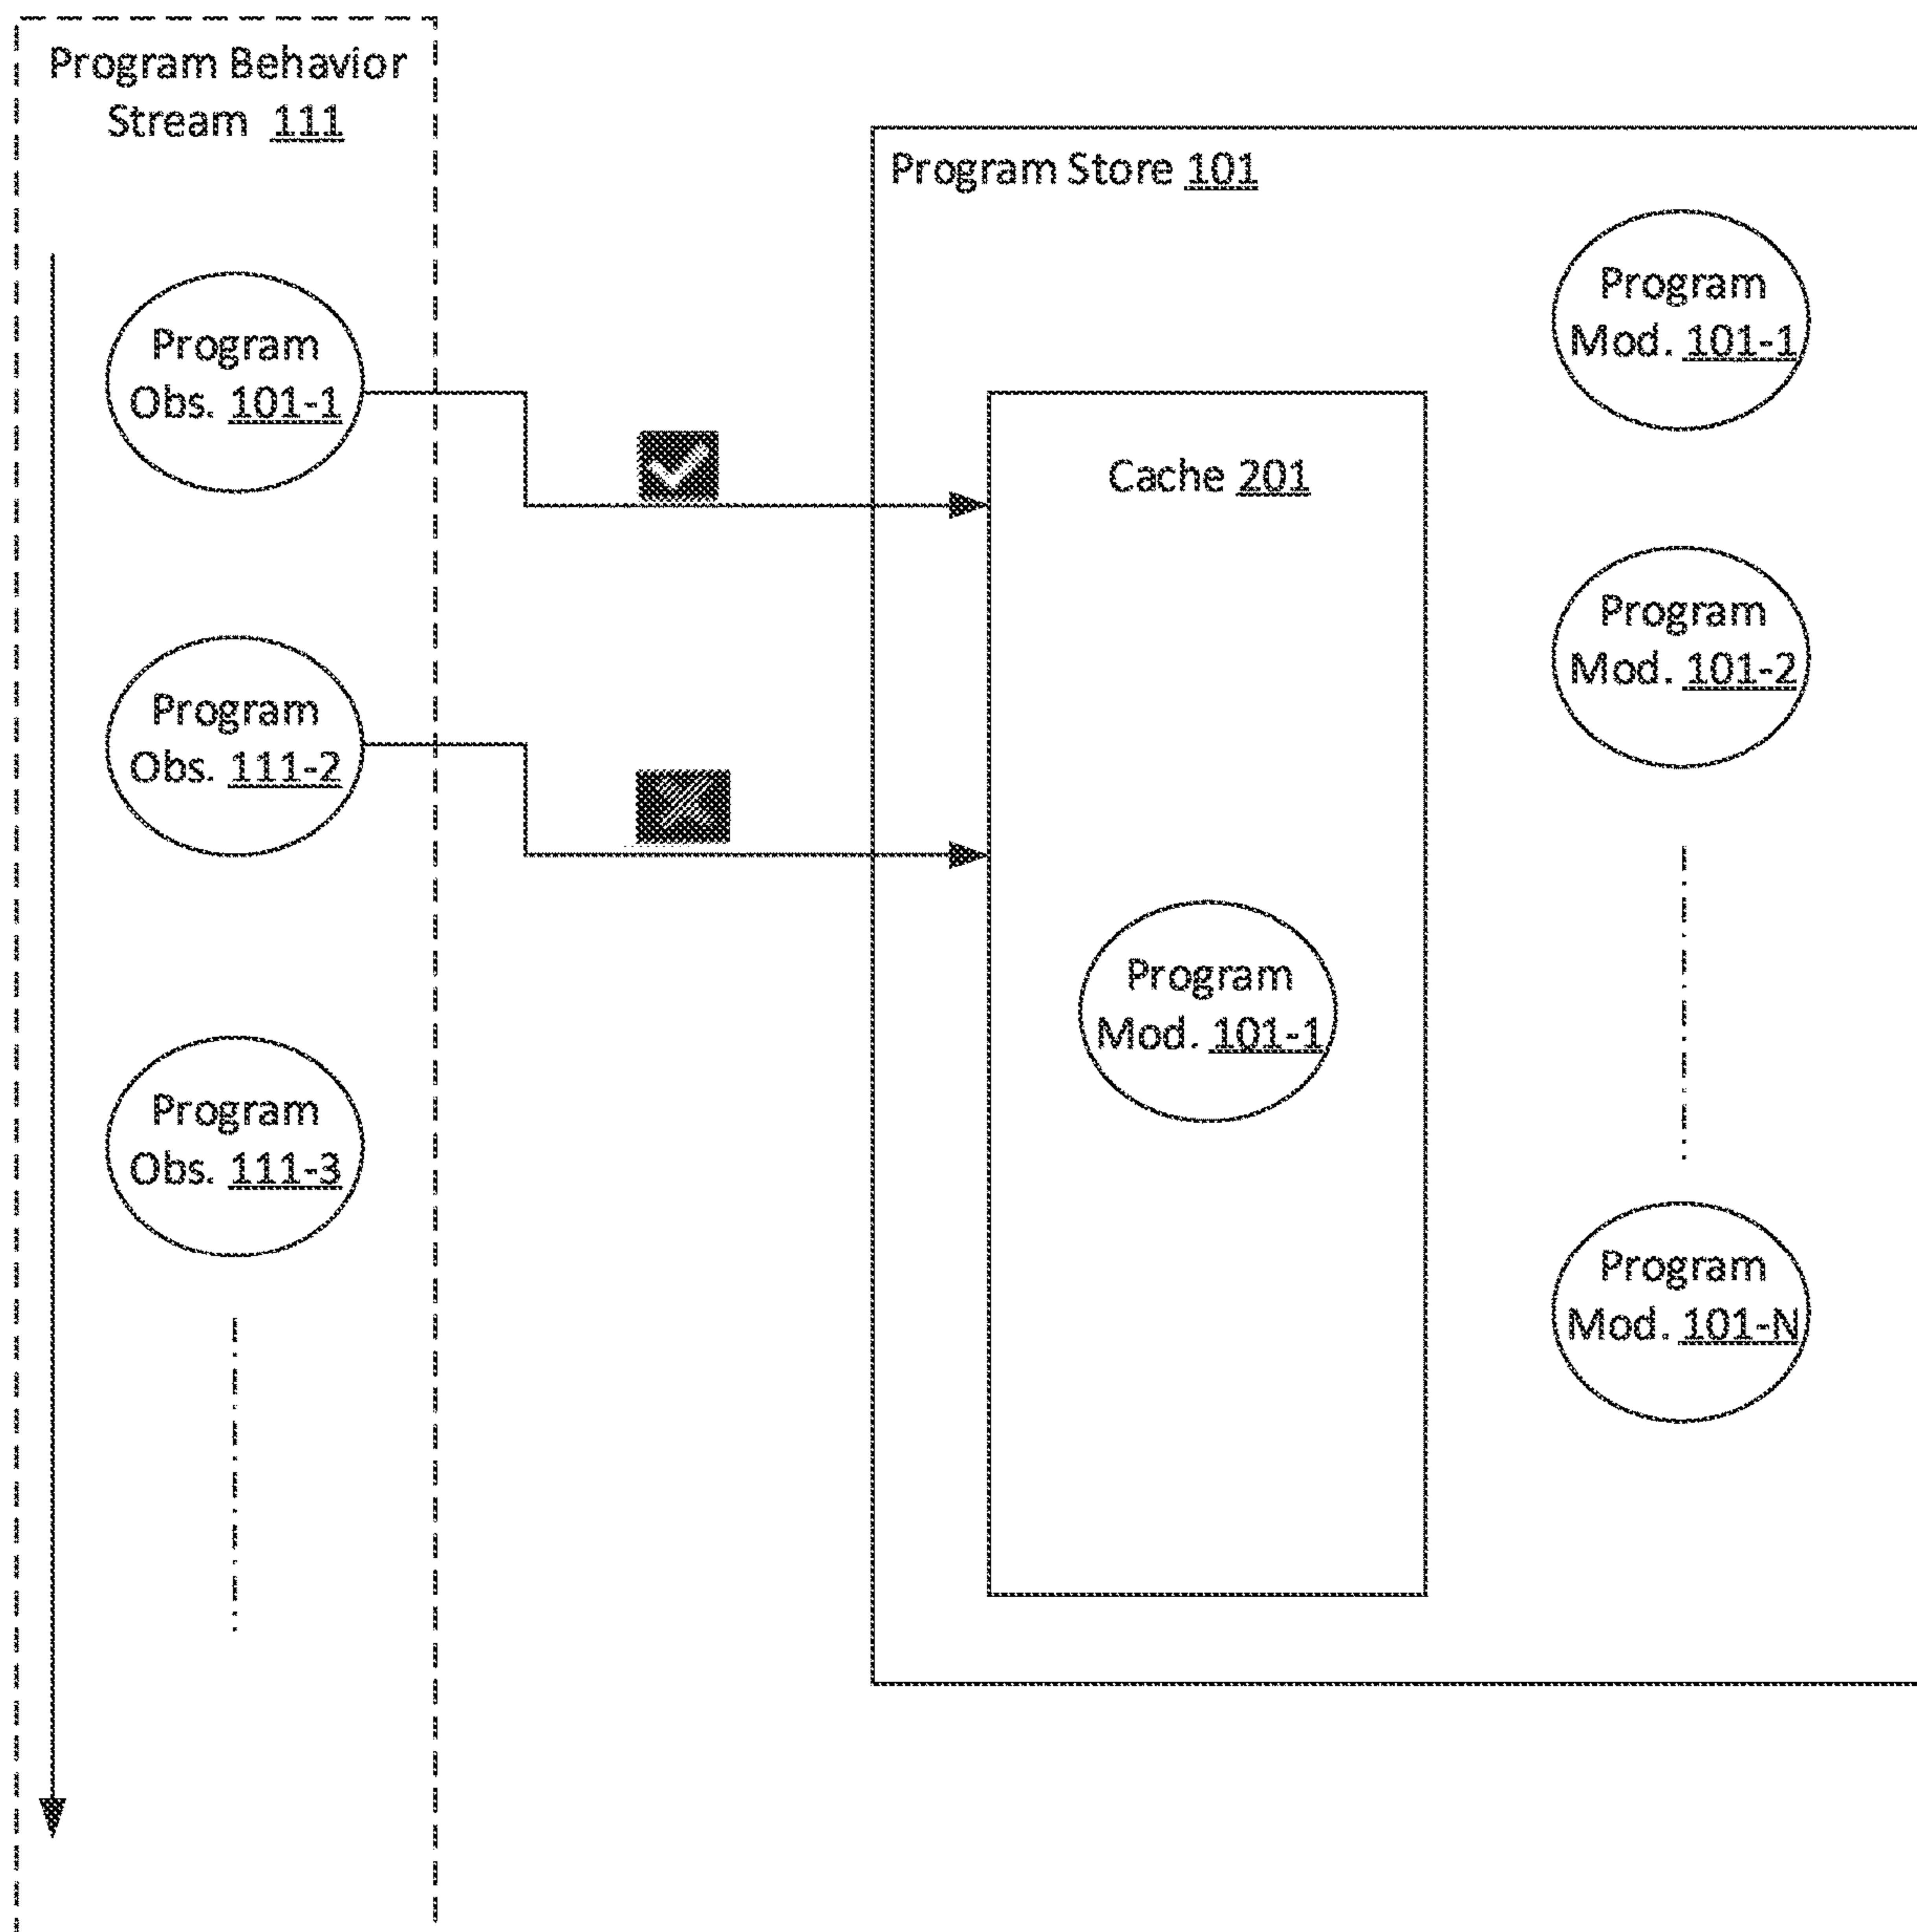 Program Behavior
Stream 111
Program
Obs. 101-1
Program
Obs. 111-2
Program
Obs. 111-3
Program Store 101
Cache 201
Program
Mod. 101-1
Program
Mod. 101-1
Program
Mod. 101-2
Program
Mod. 101-N